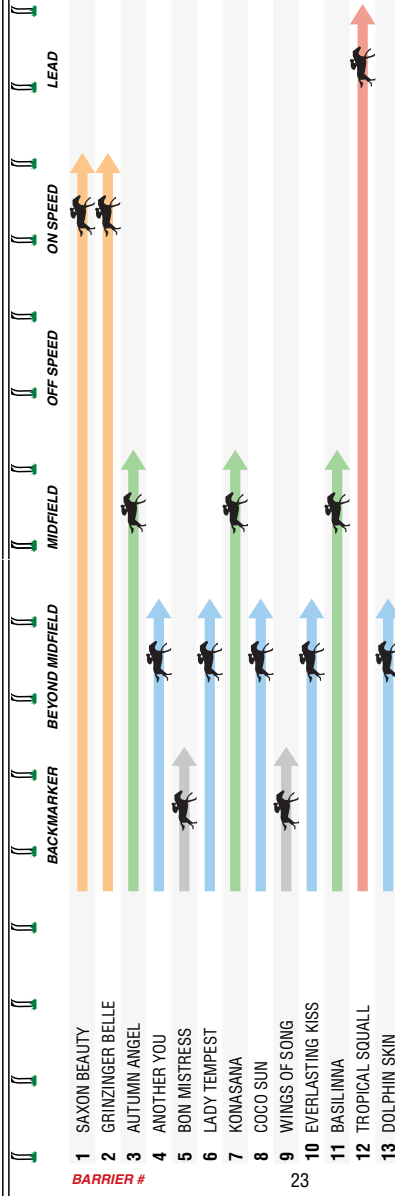 BACKMARKER BEYOND MIDFIELD MIDFIELD OFF SPEED ON SPEED LEAD
1 SAXON BEAUTY
2 GRINZINGER BELLE
3 AUTUMN ANGEL
4 ANOTHER YOU
5 BON MISTRESS
6 LADY TEMPEST
7 KONASANA
8 COCO SUN
9 WINGS OF SONG
10 EVERLASTING KISS
11 BASILINNA
12 TROPICAL SQUALL
13 DOLPHIN SKIN
BARRIER #
23